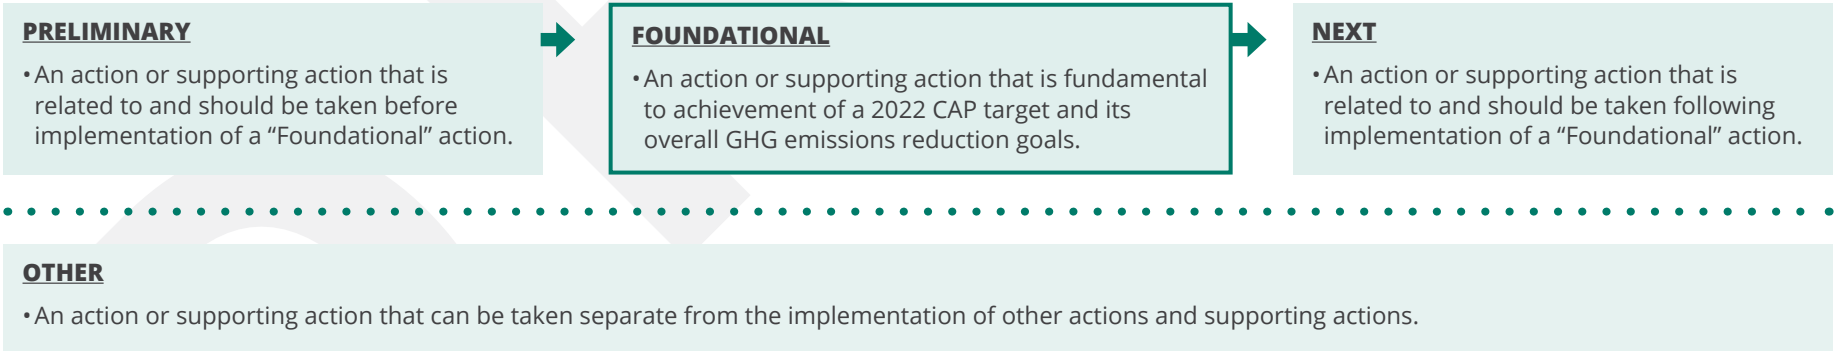 PRELIMINARY
•An action or supporting action that is
related to and should be taken before
implementation of a “Foundational” action.
FOUNDATIONAL
•An action or supporting action that is fundamental
to achievement of a 2022 CAP target and its
overall GHG emissions reduction goals.
NEXT
•An action or supporting action that is
related to and should be taken following
implementation of a “Foundational” action.
OTHER
•An action or supporting action that can be taken separate from the implementation of other actions and supporting actions.